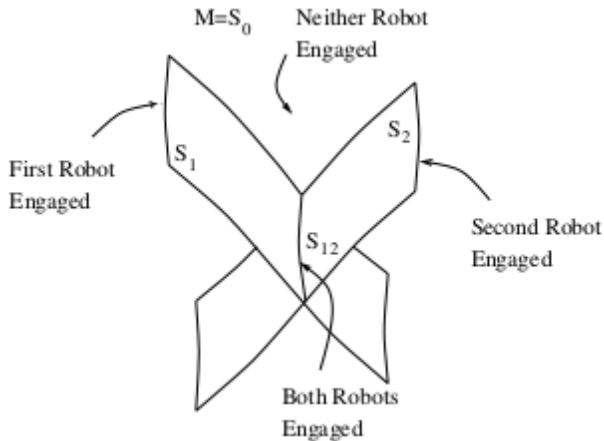 M=S₀
Neither Robot
Engaged
S₂
First Robot
Engaged
S₁
S₁₂
Second Robot
Engaged
Both Robots
Engaged